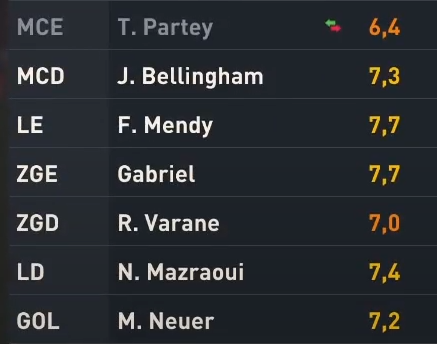 MCE T. Partey 6,4
MCD J. Bellingham 7,3
LE F. Mendy 7,7
ZGE Gabriel 7,7
ZGD R. Varane 7,0
LD N. Mazraoui 7,4
GOL M. Neuer 7,2